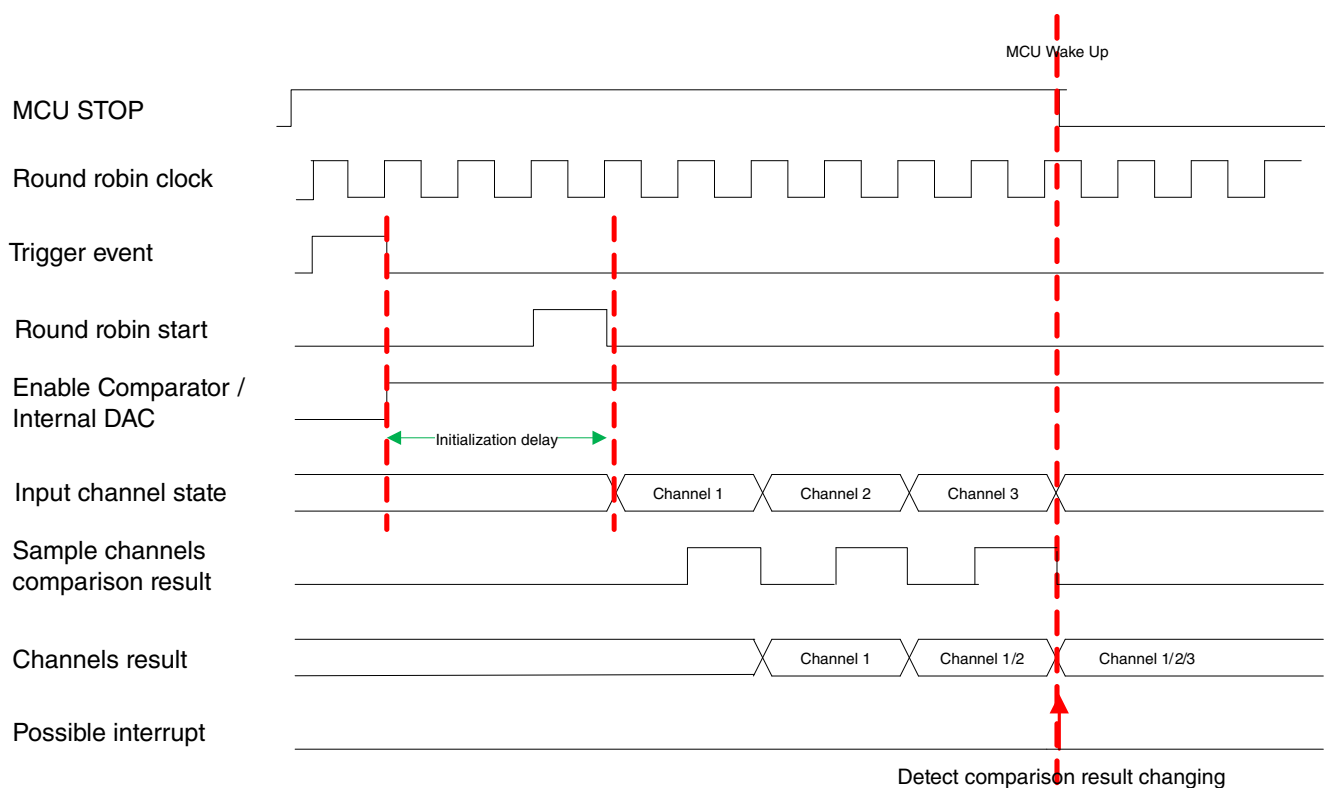 MCU Wake Up
MCU STOP
Round robin clock
Trigger event
Round robin start
Enable Comparator /
Internal DAC
Initialization delay
Input channel state
Channel 1
Channel 2
Channel 3
Sample channels
comparison result
Channels result
Channel 1
Channel 1/2
Channel 1/2/3
Possible interrupt
Detect comparison result changing